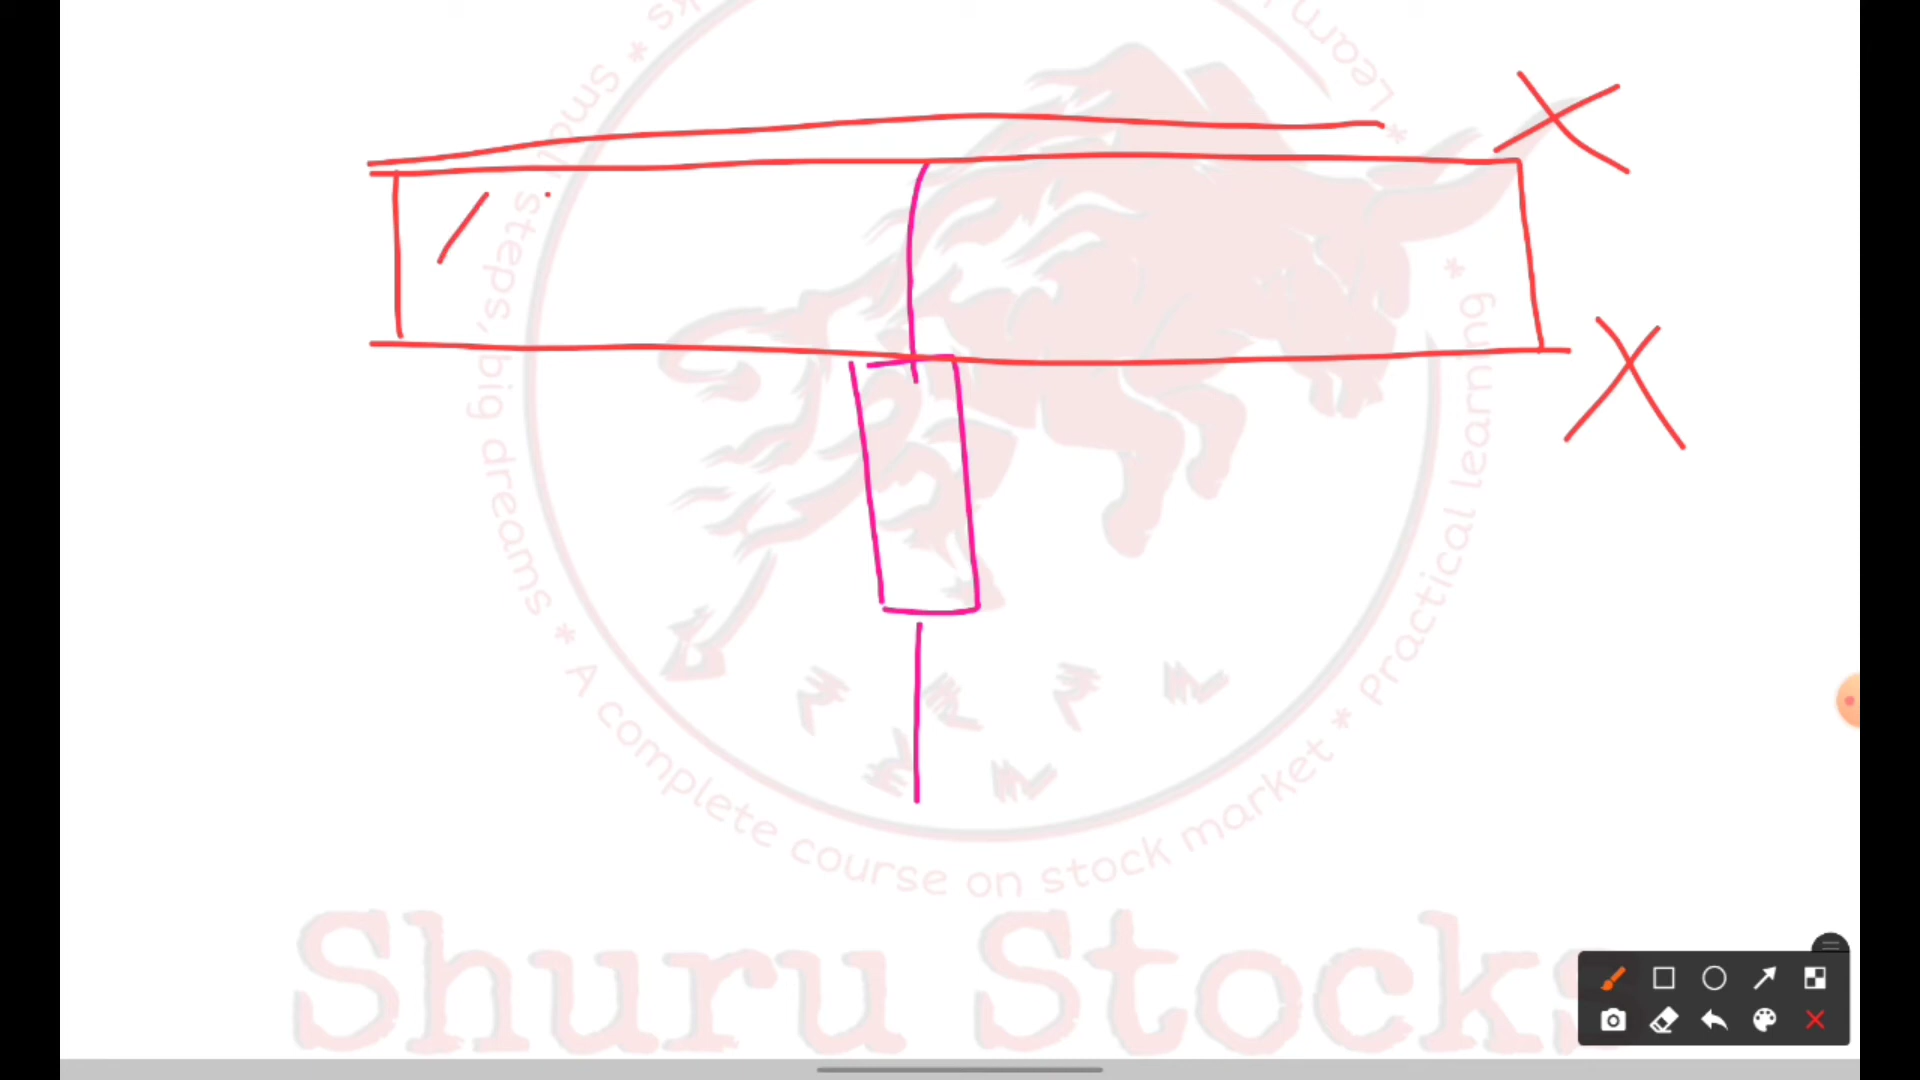 Small steps, big dreams * A complete course on stock market * Practical learning * Learn
Shuru Stocks
X
X